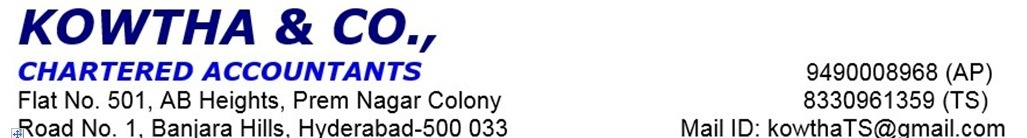 KOWTHA & CO.,
CHARTERED ACCOUNTANTS 9490008968 (AP)
Flat No. 501, AB Heights, Prem Nagar Colony 8330961359 (TS)
Road No. 1, Banjara Hills, Hyderabad-500 033 Mail ID: kowthaTS@gmail.com